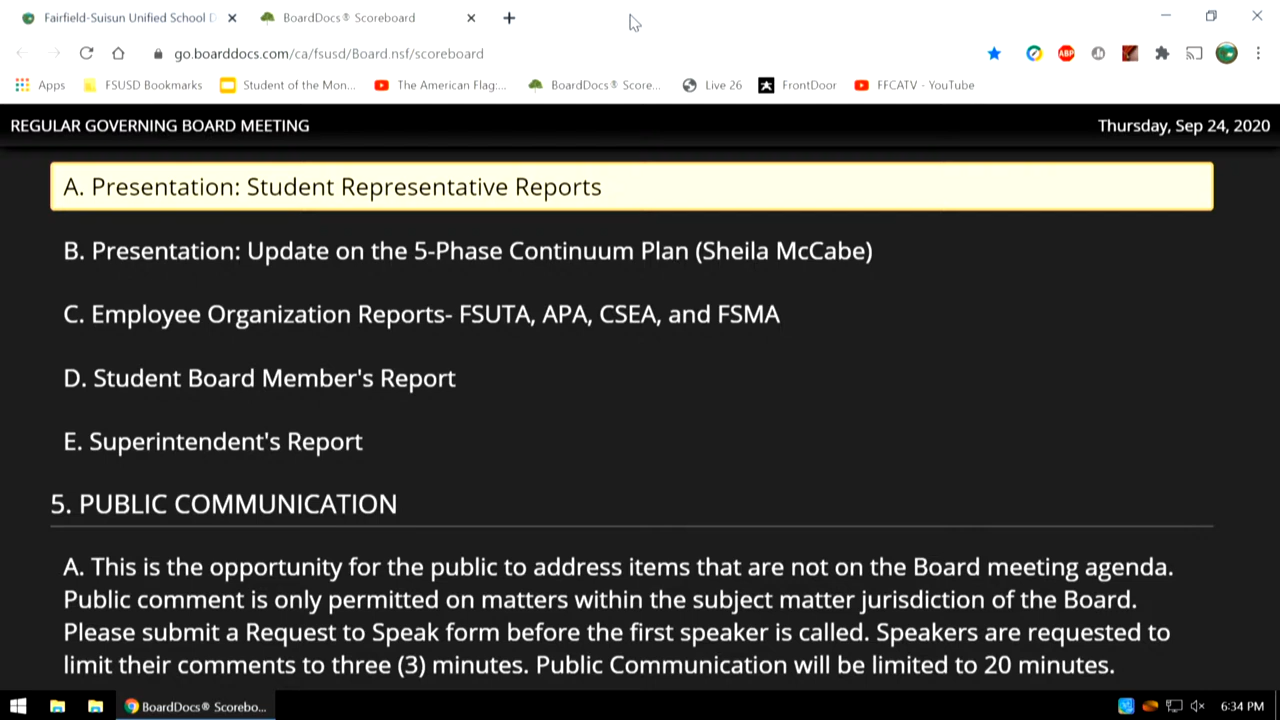 Fairfield-Suisun Unified School D
BoardDocs® Scoreboard
go.boarddocs.com/ca/fsusd/Board.nsf/scoreboard
ABP
Apps FSUSD Bookmarks Student of the Mon... The American Flag:... BoardDocs® Score... Live 26 FrontDoor FFCATV - YouTube
REGULAR GOVERNING BOARD MEETING
Thursday, Sep 24, 2020
A. Presentation: Student Representative Reports
B. Presentation: Update on the 5-Phase Continuum Plan (Sheila McCabe)
C. Employee Organization Reports- FSUTA, APA, CSEA, and FSMA
D. Student Board Member's Report
E. Superintendent's Report
5. PUBLIC COMMUNICATION
A. This is the opportunity for the public to address items that are not on the Board meeting agenda.
Public comment is only permitted on matters within the subject matter jurisdiction of the Board.
Please submit a Request to Speak form before the first speaker is called. Speakers are requested to
limit their comments to three (3) minutes. Public Communication will be limited to 20 minutes.
BoardDocs® Scorebo...
6:34 PM